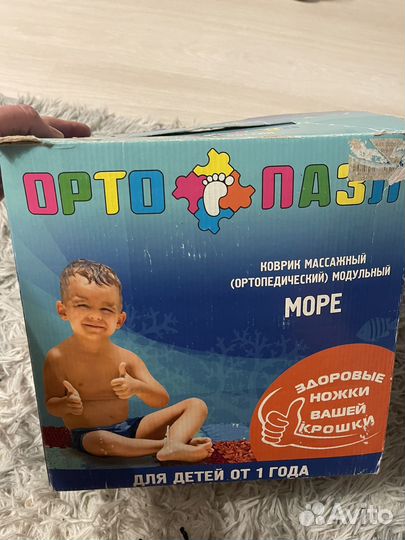 ОРТО ПАЗЛ
КОВРИК МАССАЖНЫЙ
(ОРТОПЕДИЧЕСКИЙ) МОДУЛЬНЫЙ
МОРЕ
ЗДОРОВЫЕ
НОЖКИ
ВАШЕЙ
КРОШКИ
ДЛЯ ДЕТЕЙ ОТ 1 ГОДА
Avito